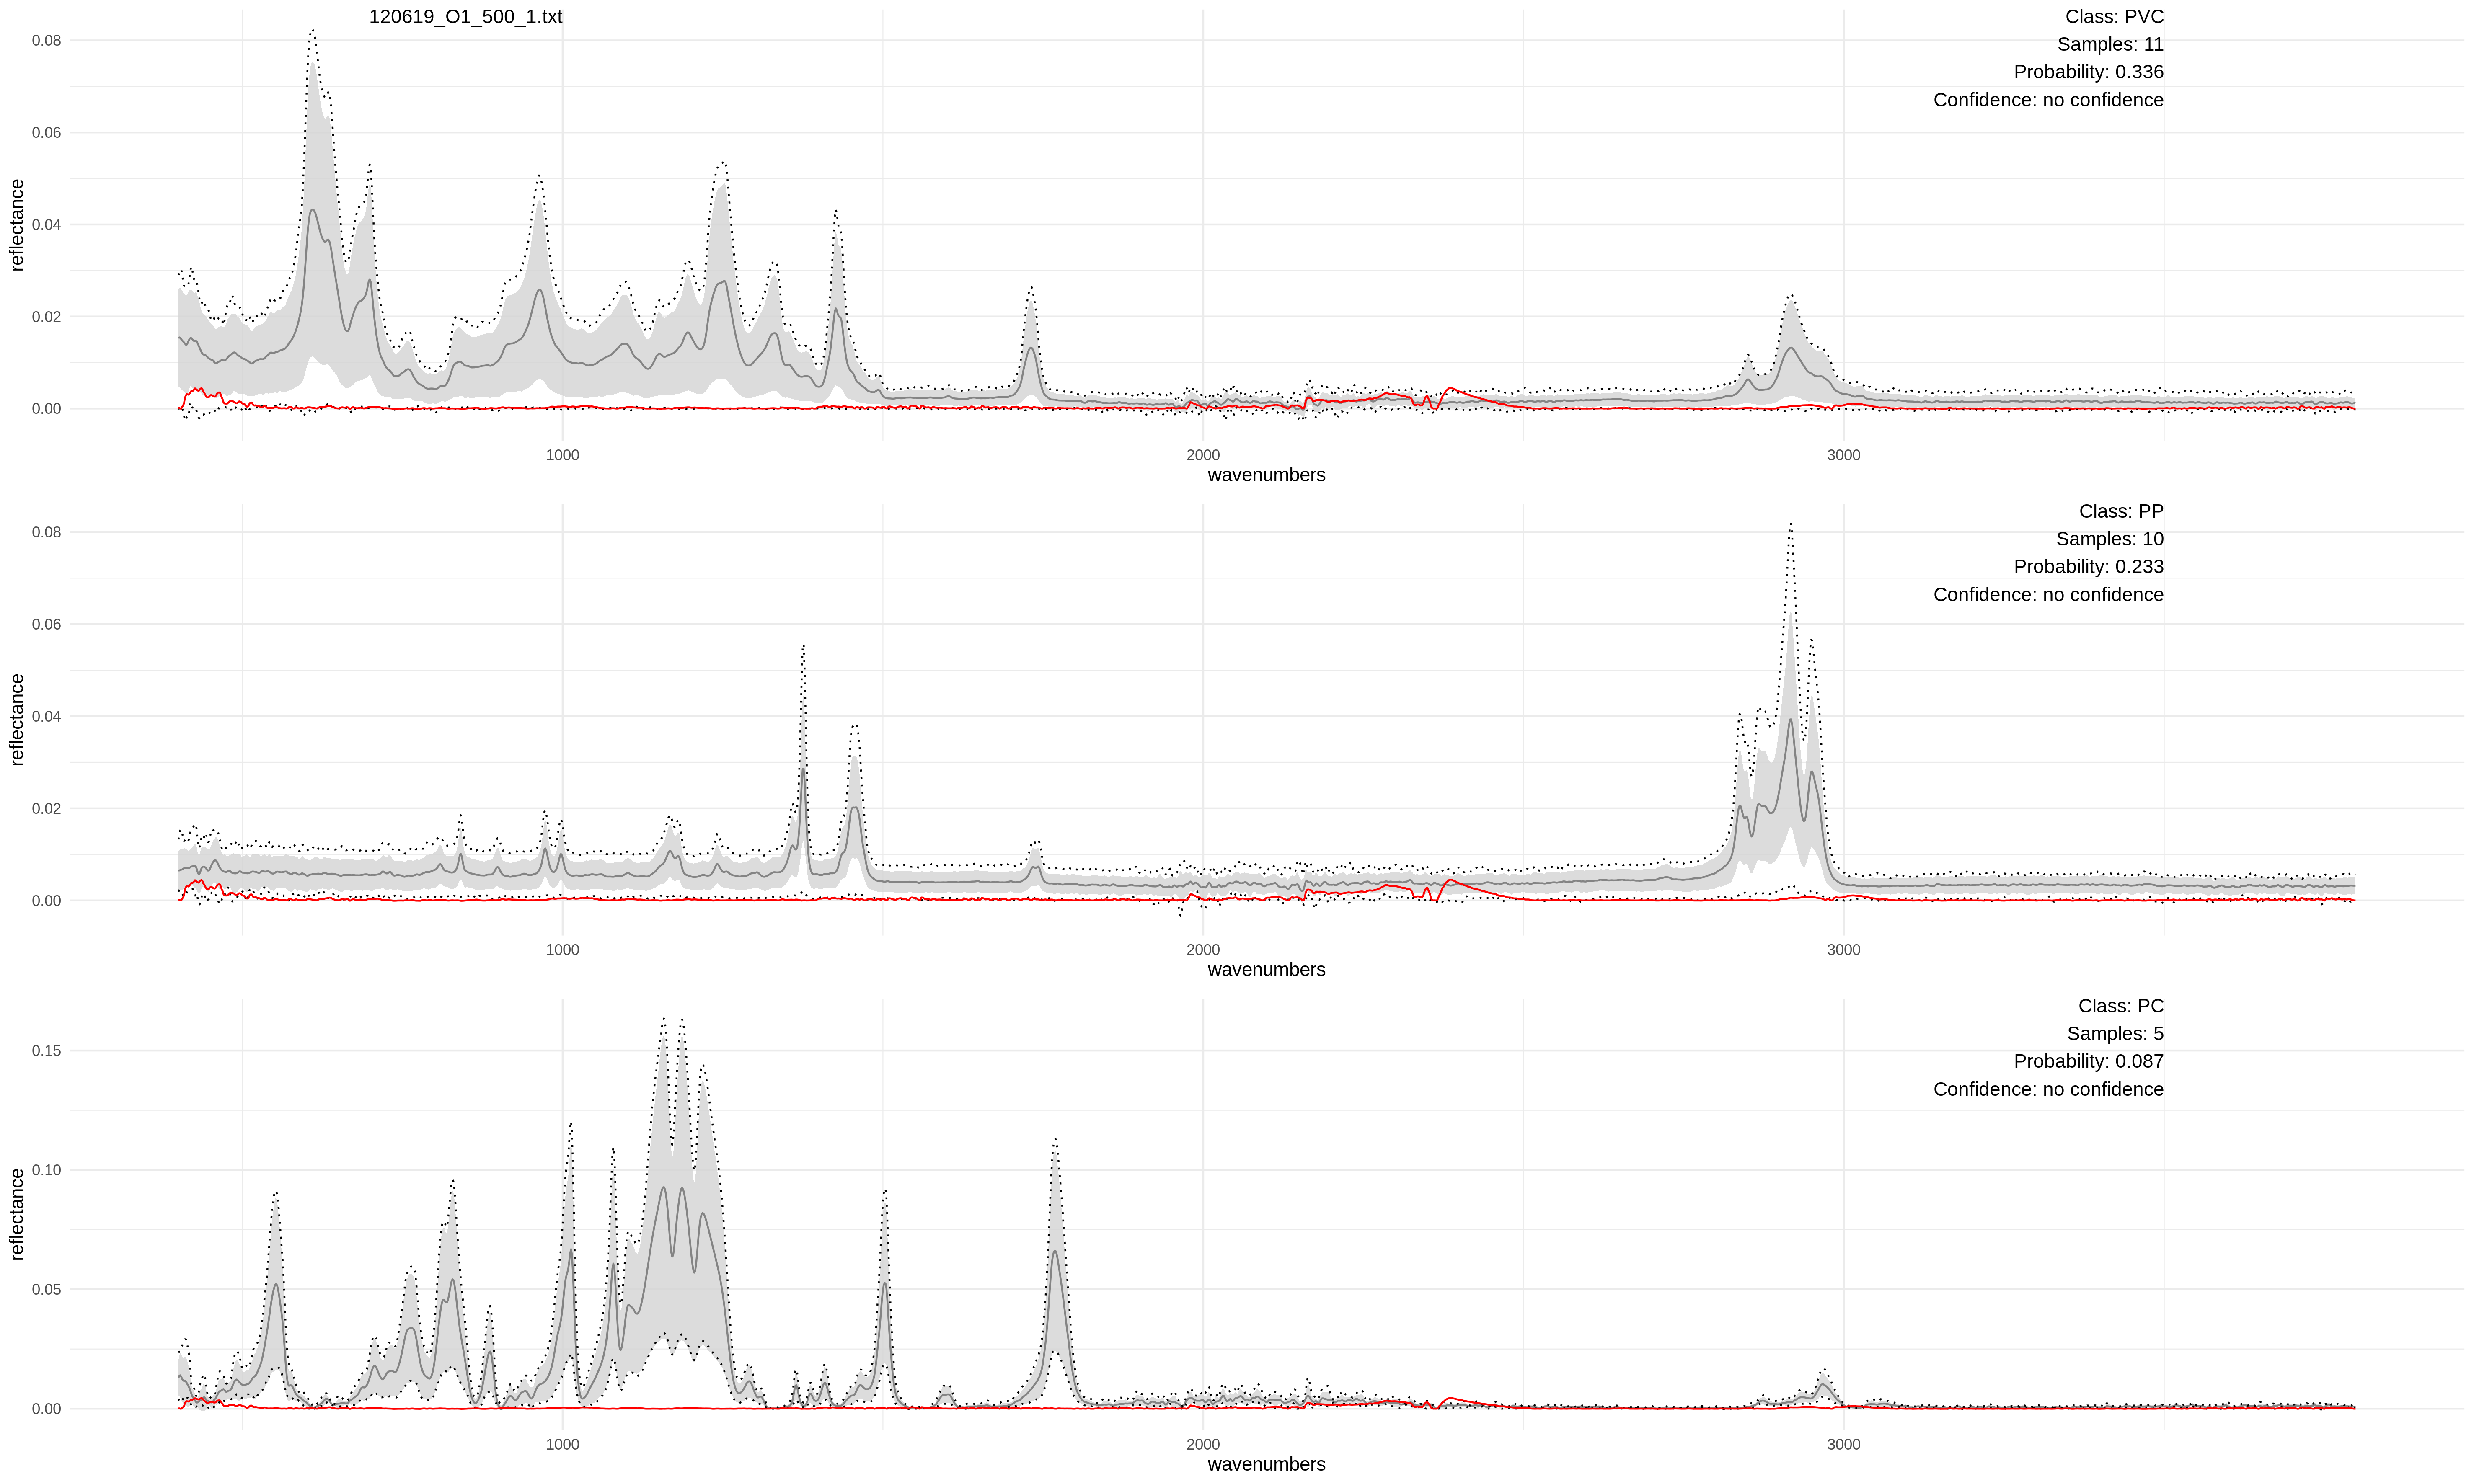 120619_O1_500_1.txt
Class: PVC
Samples: 11
Probability: 0.336
Confidence: no confidence
reflectance
0.08
0.06
0.04
0.02
0.00
1000
2000
3000
wavenumbers
Class: PP
Samples: 10
Probability: 0.233
Confidence: no confidence
reflectance
0.08
0.06
0.04
0.02
0.00
1000
2000
3000
wavenumbers
Class: PC
Samples: 5
Probability: 0.087
Confidence: no confidence
reflectance
0.15
0.10
0.05
0.00
1000
2000
3000
wavenumbers